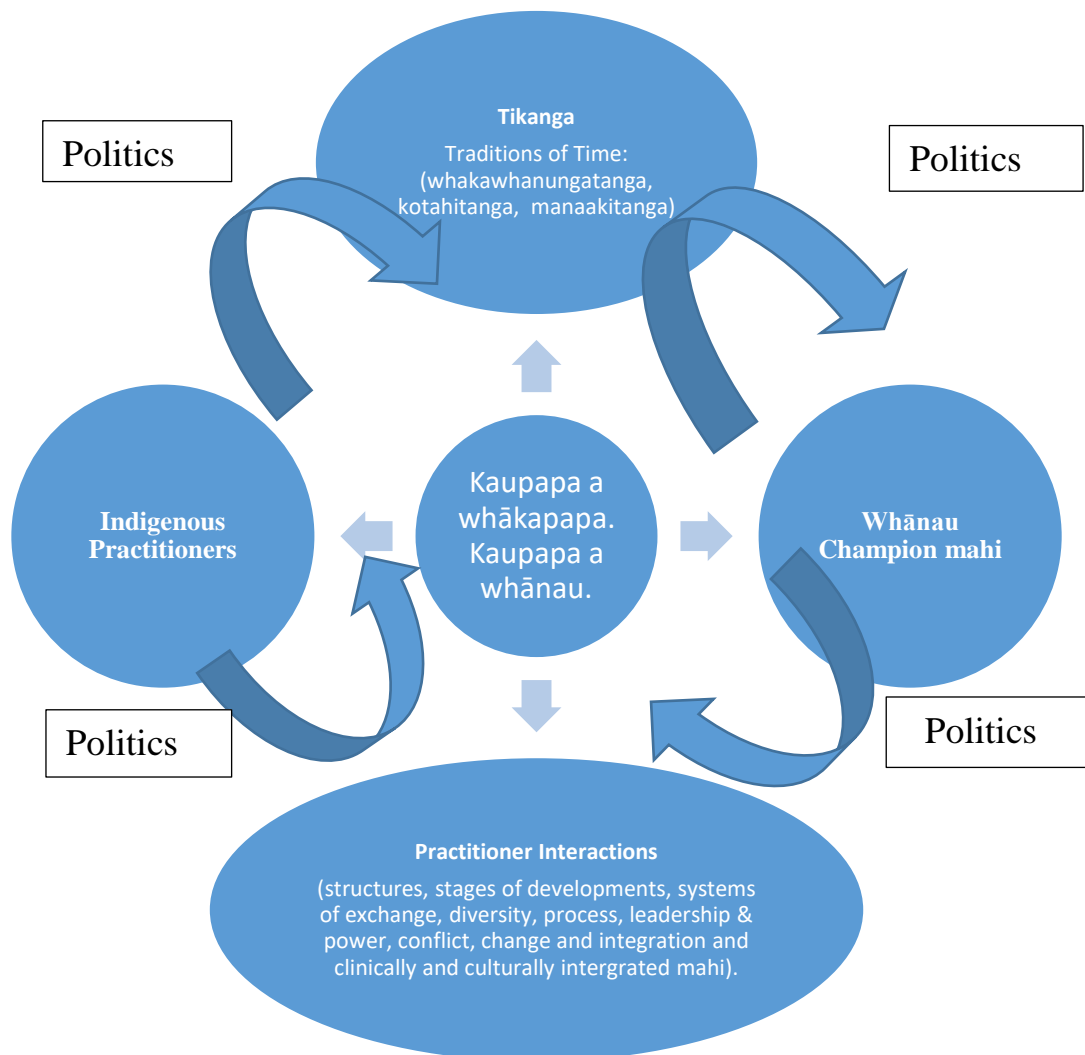 Tikanga
Traditions of Time:
(whakawhanungatanga,
kotahitanga, manaakitanga)
Politics
Politics
Indigenous
Practitioners
Kaupapa a
whākapapa.
Kaupapa a
whānau.
Whānau
Champion mahi
Politics
Politics
Practitioner Interactions
(structures, stages of developments, systems
of exchange, diversity, process, leadership &
power, conflict, change and integration and
clinically and culturally intergrated mahi).